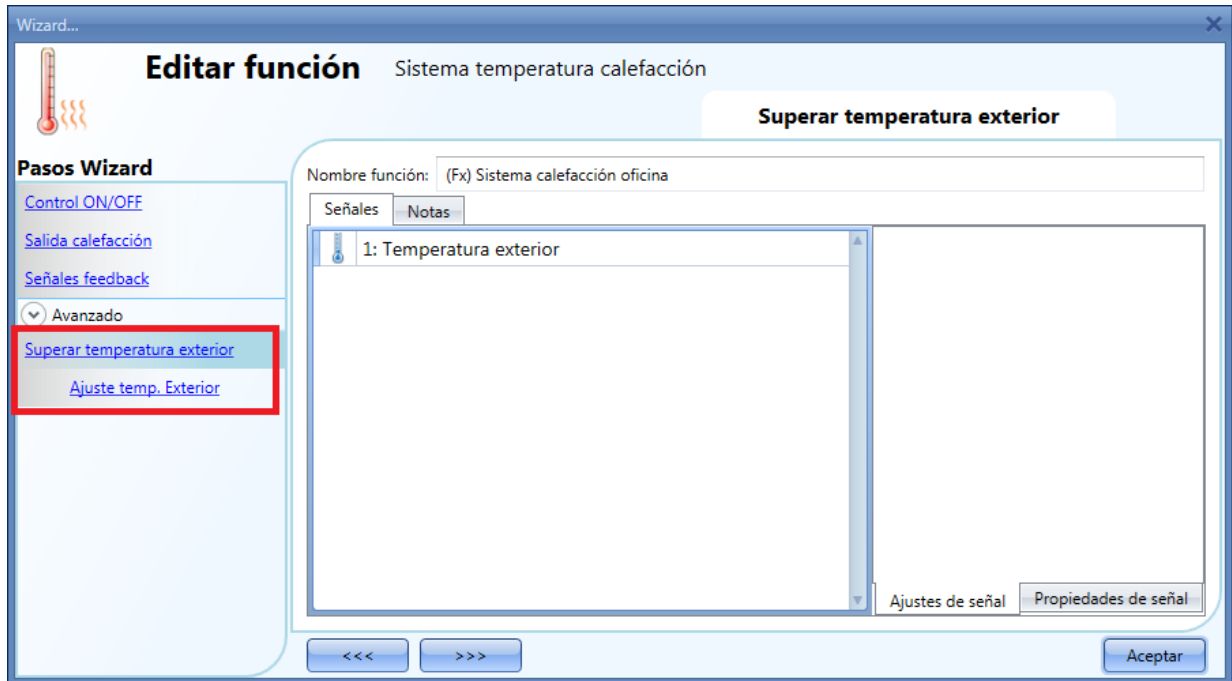 Wizard...
Editar función
Sistema temperatura calefacción
Superar temperatura exterior
Pasos Wizard
Control ON/OFF
Salida calefacción
Señales feedback
Avanzado
Superar temperatura exterior
Ajuste temp. Exterior
Nombre función: (Fx) Sistema calefacción oficina
Señales Notas
1: Temperatura exterior
Ajustes de señal Propiedades de señal
<<< >>> Aceptar